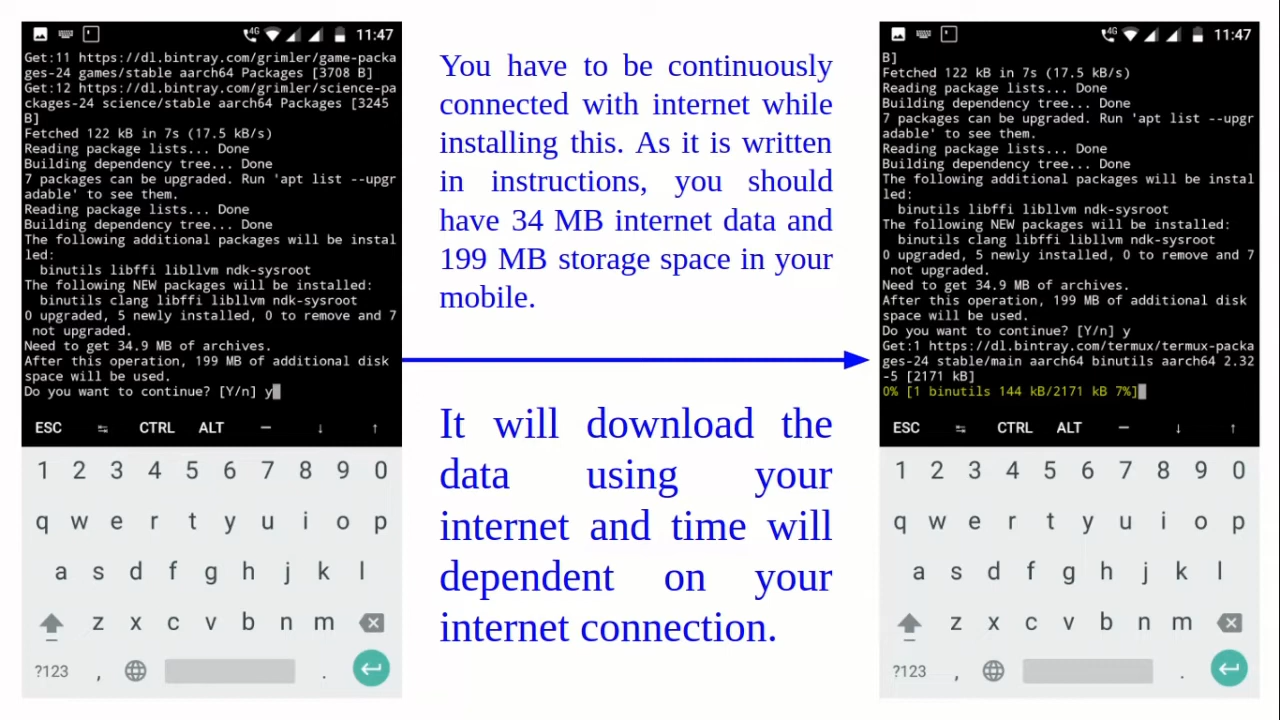 11:47
Get:11 https://dl.bintray.com/grimler/game-packa
ges-24 games/stable aarch64 Packages [3708 B]
Get:12 https://dl.bintray.com/grimler/science-pa
ckages-24 science/stable aarch64 Packages [3245
B]
Fetched 122 kB in 7s (17.5 kB/s)
Reading package lists... Done
Building dependency tree... Done
7 packages can be upgraded. Run 'apt list --upgr
adable' to see them.
Reading package lists... Done
Building dependency tree... Done
The following additional packages will be instal
led:
binutils libffi libllvm ndk-sysroot
The following NEW packages will be installed:
binutils clang libffi libllvm ndk-sysroot
0 upgraded, 5 newly installed, 0 to remove and 7
not upgraded.
Need to get 34.9 MB of archives.
After this operation, 199 MB of additional disk
space will be used.
Do you want to continue? [Y/n] y
ESC ⇆ CTRL ALT — ↓ ↑
1 2 3 4 5 6 7 8 9 0
q w e r t y u i o p
a s d f g h j k l
z x c v b n m
?123 , .
You have to be continuously
connected with internet while
installing this. As it is written
in instructions, you should
have 34 MB internet data and
199 MB storage space in your
mobile.
It will download the
data using your
internet and time will
dependent on your
internet connection.
4G 11:47
B]
Fetched 122 kB in 7s (17.5 kB/s)
Reading package lists... Done
Building dependency tree... Done
7 packages can be upgraded. Run 'apt list --upgr
adable' to see them.
Reading package lists... Done
Building dependency tree... Done
The following additional packages will be instal
led:
binutils libffi libllvm ndk-sysroot
The following NEW packages will be installed:
binutils clang libffi libllvm ndk-sysroot
0 upgraded, 5 newly installed, 0 to remove and 7
not upgraded.
Need to get 34.9 MB of archives.
After this operation, 199 MB of additional disk
space will be used.
Do you want to continue? [Y/n] y
Get:1 https://dl.bintray.com/termux/termux-packa
ges-24 stable/main aarch64 binutils aarch64 2.32
-5 [2171 kB]
0% [1 binutils 144 kB/2171 kB 7%]
ESC ⇆ CTRL ALT — ↓ ↑
1 2 3 4 5 6 7 8 9 0
q w e r t y u i o p
a s d f g h j k l
z x c v b n m
?123 , .